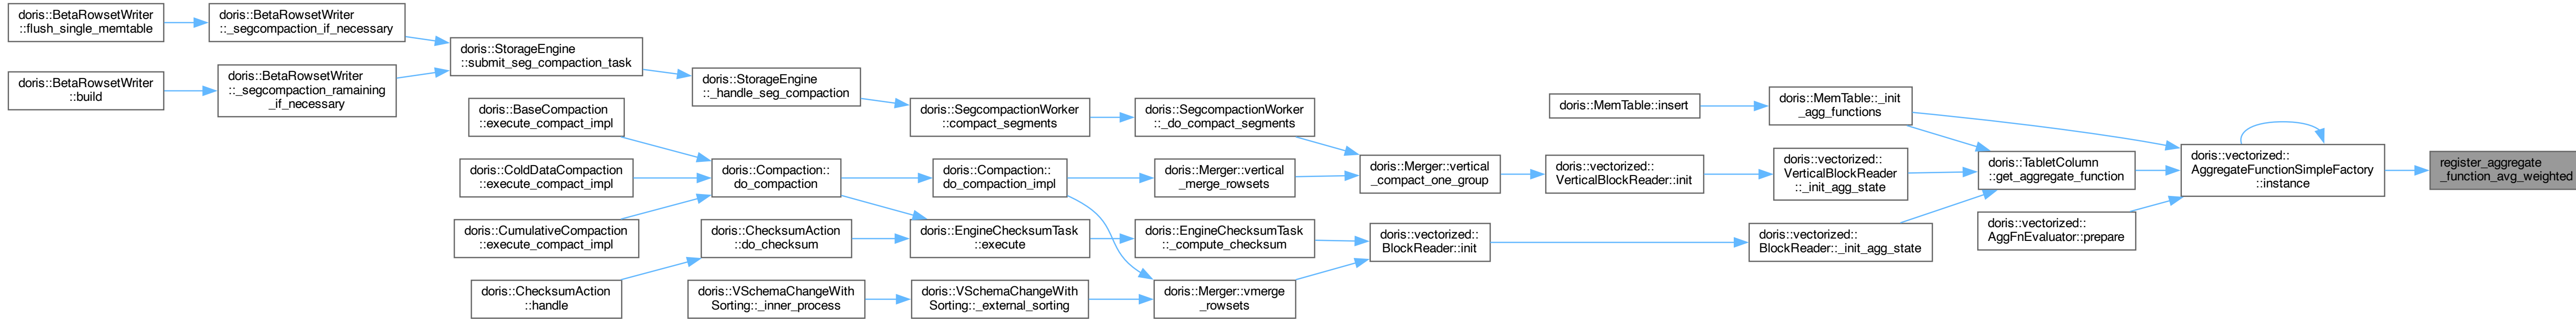 doris::BetaRowsetWriter
::flush_single_memtable
doris::BetaRowsetWriter
::_segcompaction_if_necessary
doris::BetaRowsetWriter
::build
doris::BetaRowsetWriter
::_segcompaction_ramaining
_if_necessary
doris::StorageEngine
::submit_seg_compaction_task
doris::StorageEngine
::_handle_seg_compaction
doris::BaseCompaction
::execute_compact_impl
doris::ColdDataCompaction
::execute_compact_impl
doris::CumulativeCompaction
::execute_compact_impl
doris::ChecksumAction
::handle
doris::Compaction::
do_compaction
doris::ChecksumAction
::do_checksum
doris::VSchemaChangeWith
Sorting::_inner_process
doris::SegcompactionWorker
::compact_segments
doris::Compaction::
do_compaction_impl
doris::EngineChecksumTask
::execute
doris::VSchemaChangeWith
Sorting::_external_sorting
doris::SegcompactionWorker
::_do_compact_segments
doris::Merger::vertical
_merge_rowsets
doris::EngineChecksumTask
::_compute_checksum
doris::Merger::vmerge
_rowsets
doris::Merger::vertical
_compact_one_group
doris::vectorized::
BlockReader::init
doris::MemTable::insert
doris::vectorized::
VerticalBlockReader::init
doris::MemTable::_init
_agg_functions
doris::vectorized::
VerticalBlockReader
::_init_agg_state
doris::vectorized::
BlockReader::_init_agg_state
doris::TabletColumn
::get_aggregate_function
doris::vectorized::
AggFnEvaluator::prepare
doris::vectorized::
AggregateFunctionSimpleFactory
::instance
register_aggregate
_function_avg_weighted